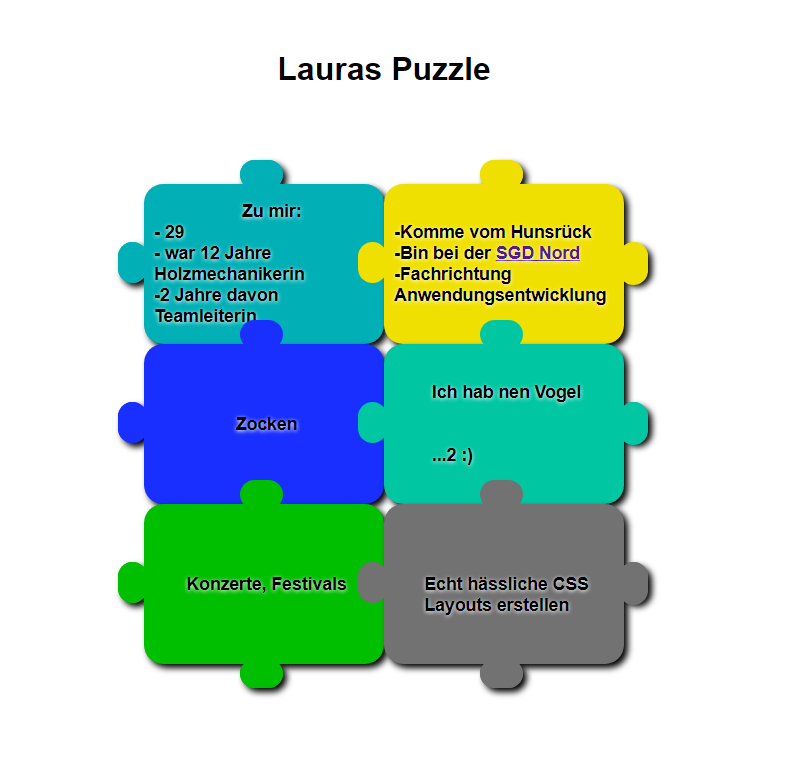 Lauras Puzzle
Zu mir:
- 29
- war 12 Jahre
Holzmechanikerin
-2 Jahre davon
Teamleiterin
-Komme vom Hunsrück
-Bin bei der SGD Nord
-Fachrichtung
Anwendungsentwicklung
Zocken
Ich hab nen Vogel
...2 :)
Konzerte, Festivals
Echt hässliche CSS
Layouts erstellen